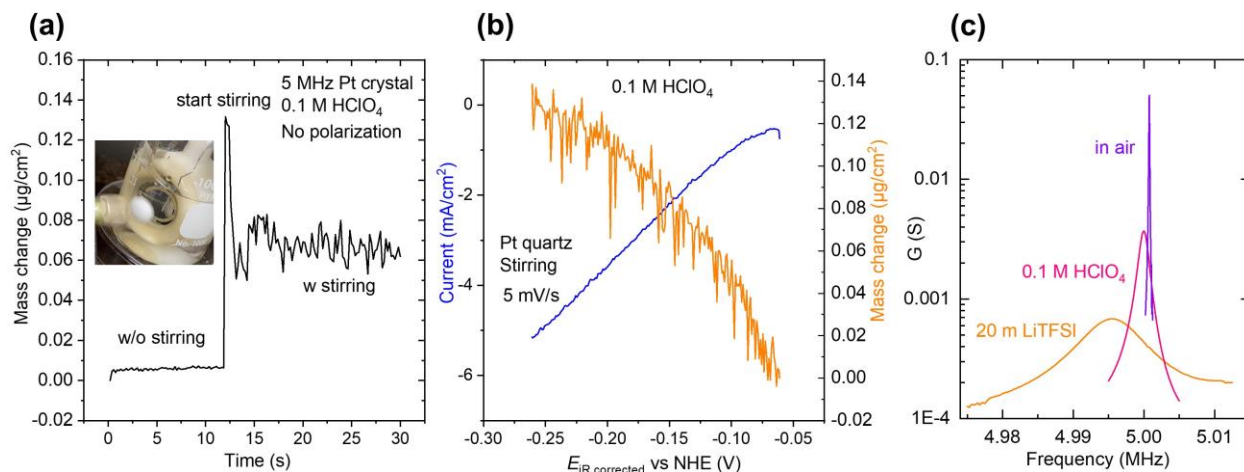 (a)
0.16
0.14
0.12
0.10
0.08
0.06
0.04
0.02
0.00
-0.02
Mass change (µg/cm²)
0
5
10
15
20
25
30
Time (s)
5 MHz Pt crystal
0.1 M HClO₄
No polarization
start stirring
w/o stirring
w stirring
(b)
0
-2
-4
-6
Current (mA/cm²)
0.14
0.12
0.10
0.08
0.06
0.04
0.02
0.00
-0.02
Mass change (µg/cm²)
-0.30
-0.25
-0.20
-0.15
-0.10
-0.05
E iR corrected vs NHE (V)
0.1 M HClO₄
Pt quartz
Stirring
5 mV/s
(c)
0.1
0.01
0.001
1E-4
G (S)
4.98
4.99
5.00
5.01
Frequency (MHz)
in air
0.1 M HClO₄
20 m LiTFSI